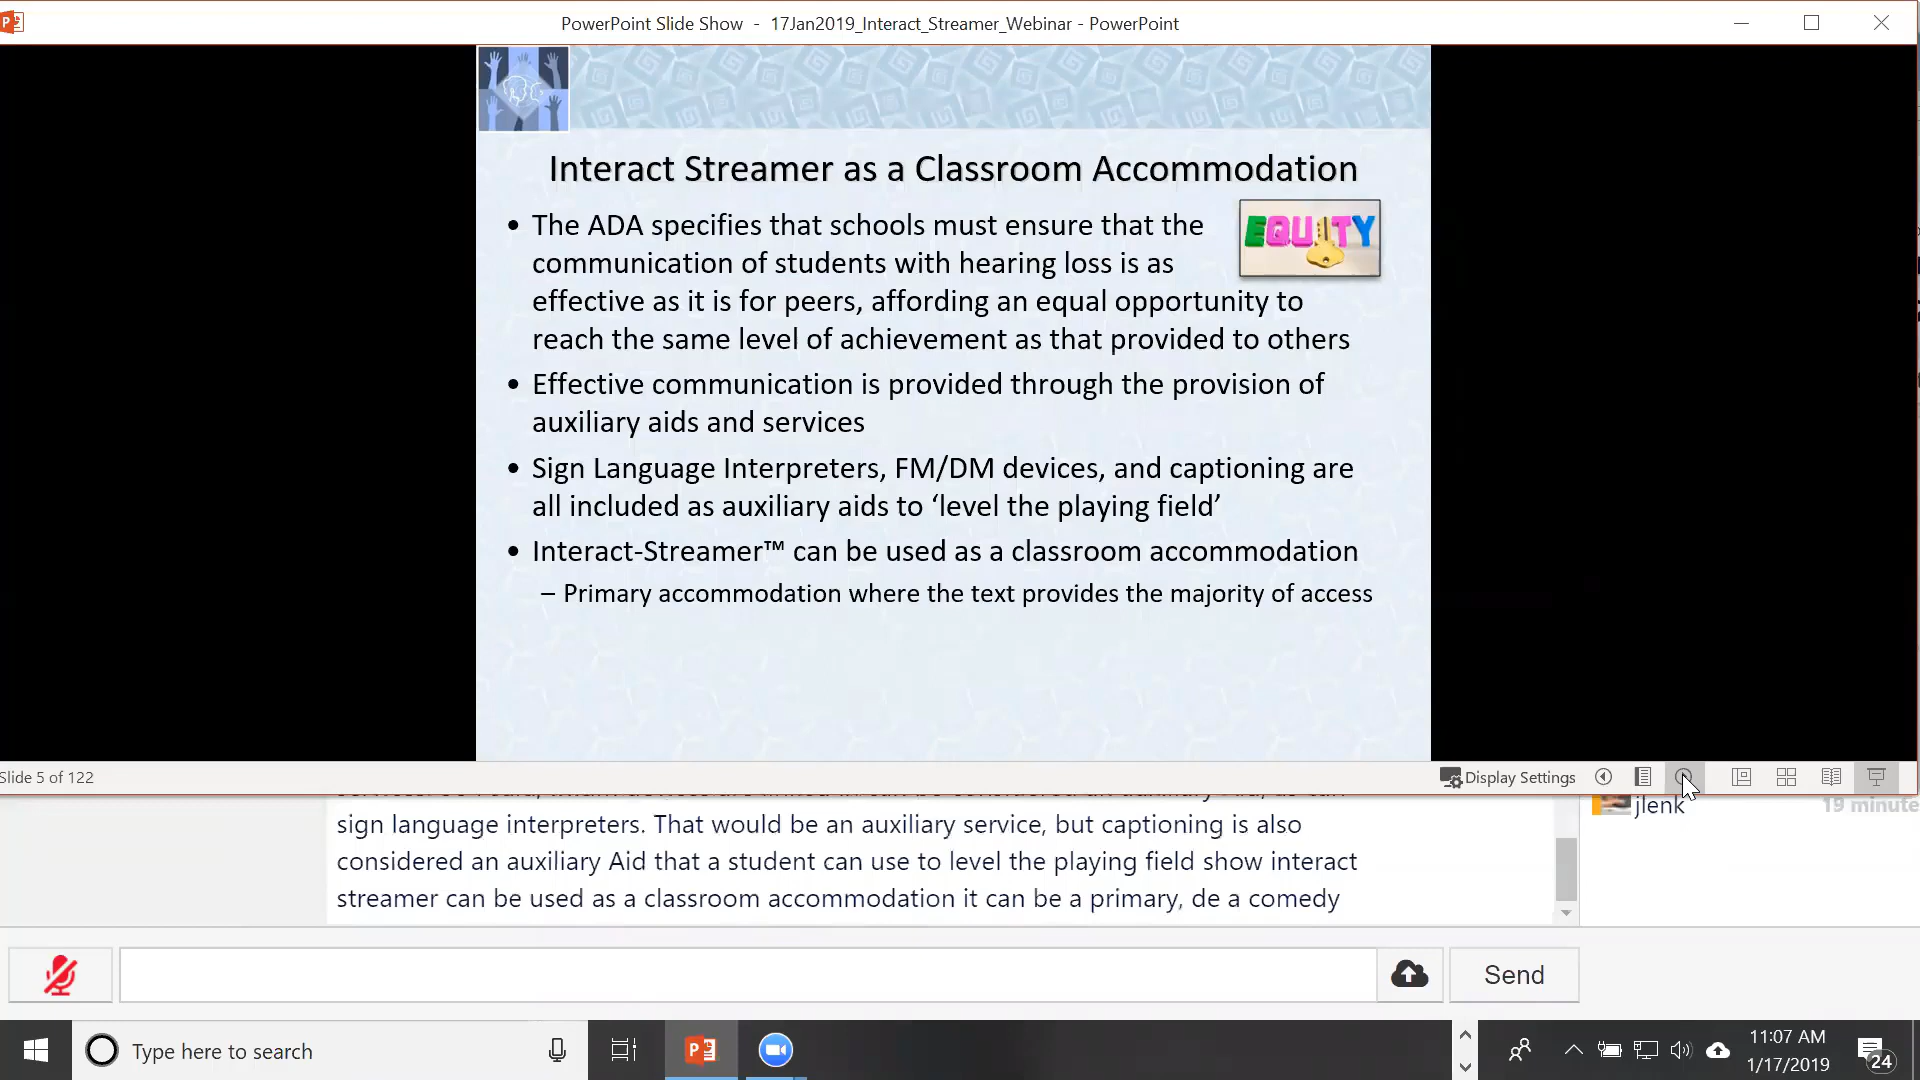 PowerPoint Slide Show - 17Jan2019_Interact_Streamer_Webinar - PowerPoint
Interact Streamer as a Classroom Accommodation
• The ADA specifies that schools must ensure that the
communication of students with hearing loss is as
effective as it is for peers, affording an equal opportunity to
reach the same level of achievement as that provided to others
EQUITY
• Effective communication is provided through the provision of
auxiliary aids and services
• Sign Language Interpreters, FM/DM devices, and captioning are
all included as auxiliary aids to ‘level the playing field’
• Interact-Streamer™ can be used as a classroom accommodation
– Primary accommodation where the text provides the majority of access
Slide 5 of 122
Display Settings
sign language interpreters. That would be an auxiliary service, but captioning is also
considered an auxiliary Aid that a student can use to level the playing field show interact
streamer can be used as a classroom accommodation it can be a primary, de a comedy
jlenk
19 minute
Send
Type here to search
11:07 AM
1/17/2019
24